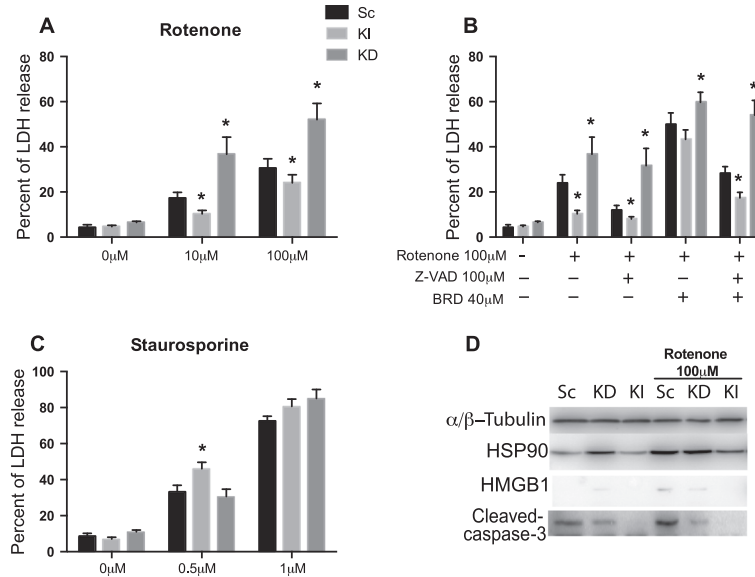 A
Rotenone
Sc
KI
KD
Percent of LDH release
80
60
40
20
0
*
*
*
*
0μM
10μM
100μM
B
Percent of LDH release
80
60
40
20
0
*
*
*
*
*
*
*
Rotenone 100μM - + + + +
Z-VAD 100μM – – + – +
BRD 40μM – – – + +
C
Staurosporine
Percent of LDH release
100
80
60
40
20
0
*
0μM
0.5μM
1μM
D
Rotenone
100μM
Sc KD KI Sc KD KI
α/β–Tubulin
HSP90
HMGB1
Cleaved-
caspase-3